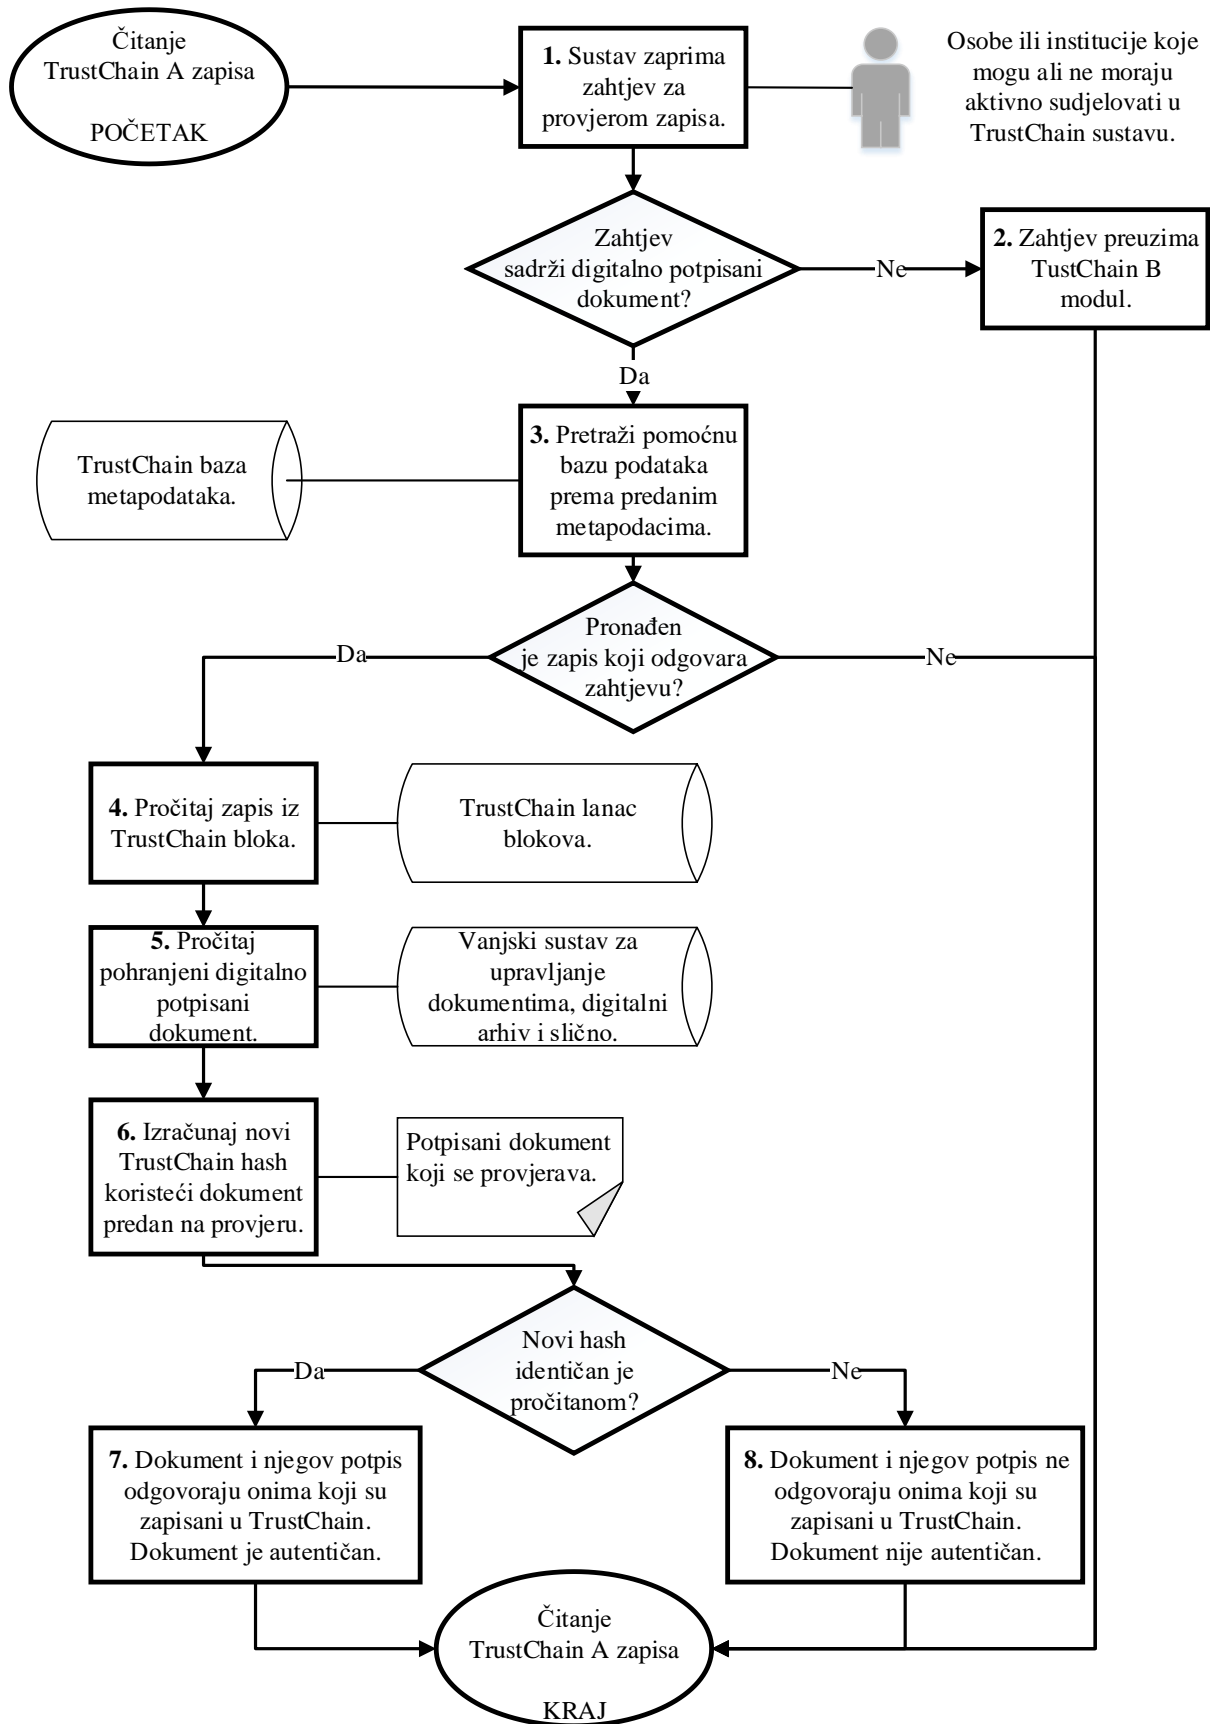 Čitanje
TrustChain A zapisa
POČETAK
1. Sustav zaprima
zahtjev za
provjerom zapisa.
Osobe ili institucije koje
mogu ali ne moraju
aktivno sudjelovati u
TrustChain sustavu.
Zahtjev
sadrži digitalno potpisani
dokument?
Ne
2. Zahtjev preuzima
TustChain B
modul.
Da
3. Pretraži pomoćnu
bazu podataka
prema predanim
metapodacima.
TrustChain baza
metapodataka.
Pronađen
je zapis koji odgovara
zahtjevu?
Da
Ne
4. Pročitaj zapis iz
TrustChain bloka.
TrustChain lanac
blokova.
5. Pročitaj
pohranjeni digitalno
potpisani
dokument.
Vanjski sustav za
upravljanje
dokumentima, digitalni
arhiv i slično.
6. Izračunaj novi
TrustChain hash
koristeći dokument
predan na provjeru.
Potpisani dokument
koji se provjerava.
Novi hash
identičan je
pročitanom?
Da
Ne
7. Dokument i njegov potpis
odgovoraju onima koji su
zapisani u TrustChain.
Dokument je autentičan.
8. Dokument i njegov potpis ne
odgovoraju onima koji su
zapisani u TrustChain.
Dokument nije autentičan.
Čitanje
TrustChain A zapisa
KRAJ